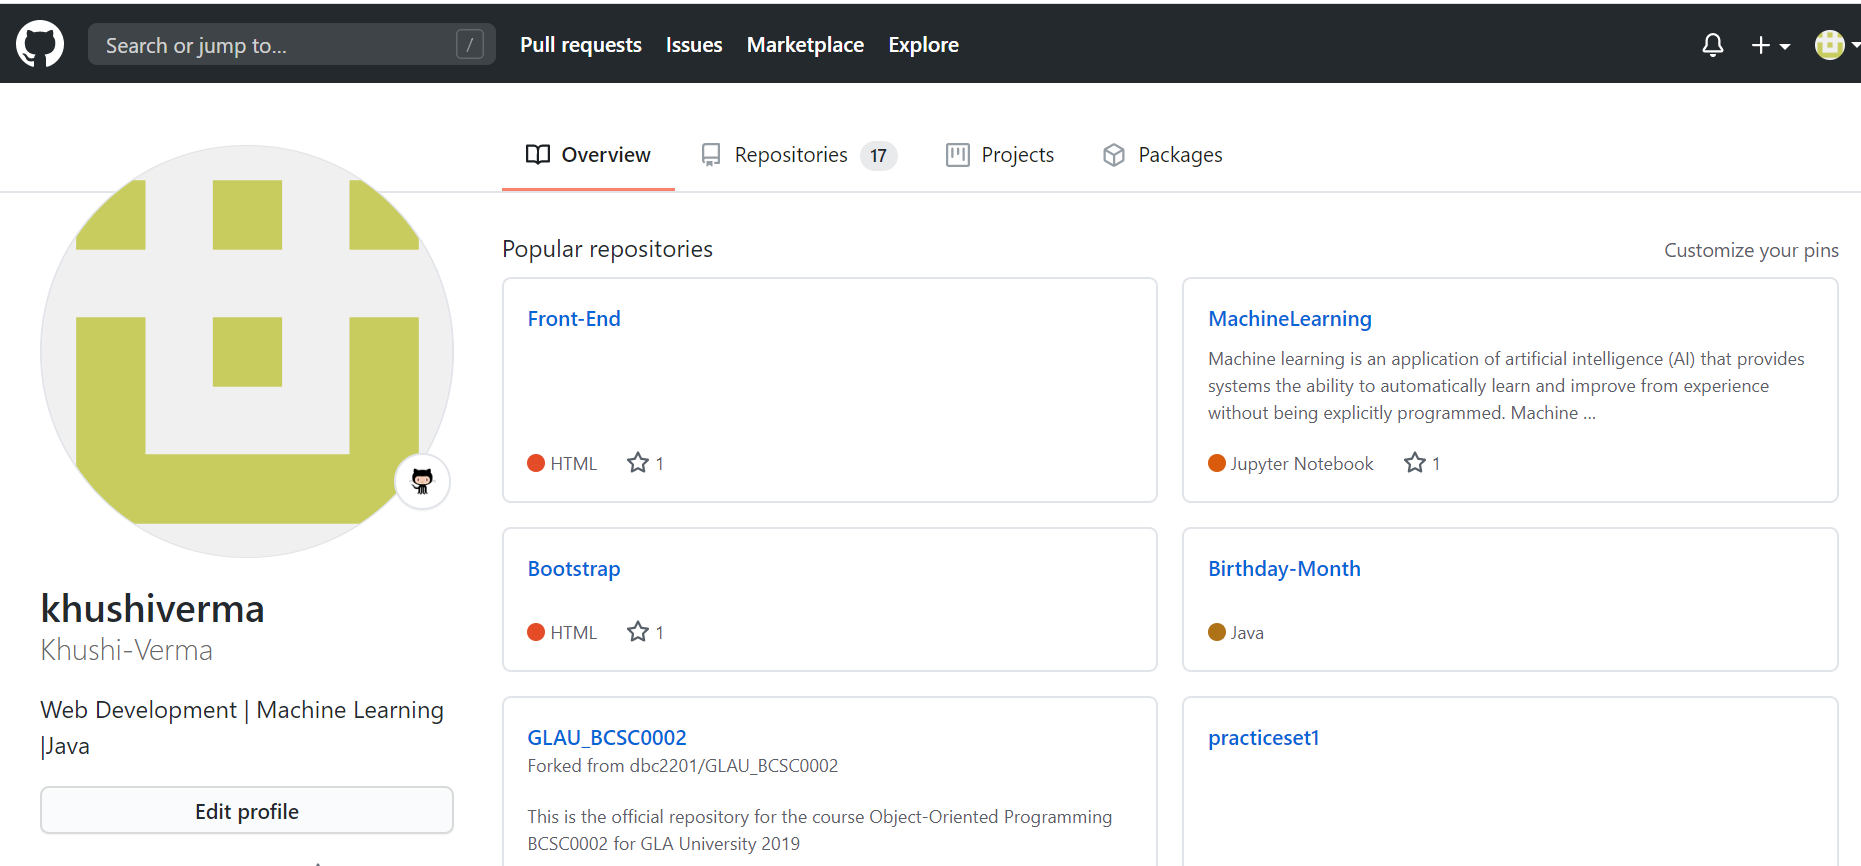 Search or jump to... /
Pull requests Issues Marketplace Explore
Overview Repositories 17 Projects Packages
khushiverma
Khushi-Verma
Web Development | Machine Learning
|Java
Edit profile
Popular repositories
Customize your pins
Front-End
HTML 1
MachineLearning
Machine learning is an application of artificial intelligence (AI) that provides
systems the ability to automatically learn and improve from experience
without being explicitly programmed. Machine ...
Jupyter Notebook 1
Bootstrap
HTML 1
Birthday-Month
Java
GLAU_BCSC0002
Forked from dbc2201/GLAU_BCSC0002
This is the official repository for the course Object-Oriented Programming
BCSC0002 for GLA University 2019
practiceset1